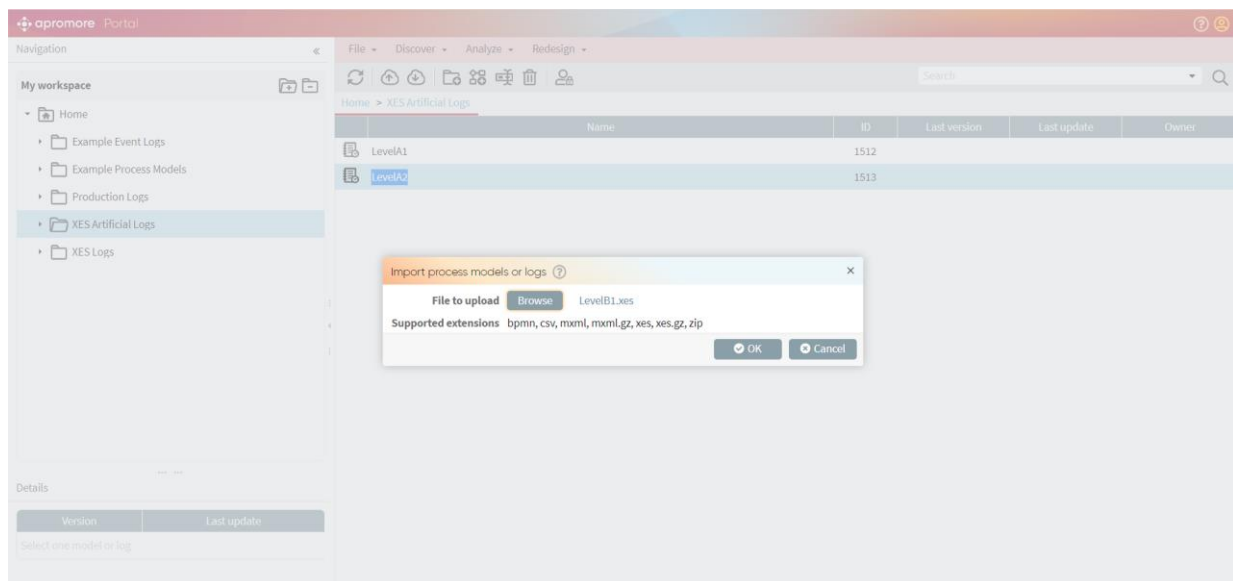 apromore Portal
Navigation
My workspace
Home
Example Event Logs
Example Process Models
Production Logs
XES Artificial Logs
XES Logs
Details
Version Last update
Select one model or log
File Discover Analyze Redesign
Search
Home > XES Artificial Logs
Name ID Last version Last update Owner
LevelA1 1512
LevelA2 1513
Import process models or logs ?
File to upload Browse LevelB1.xes
Supported extensions bpmn, csv, mxml, mxml.gz, xes, xes.gz, zip
OK Cancel